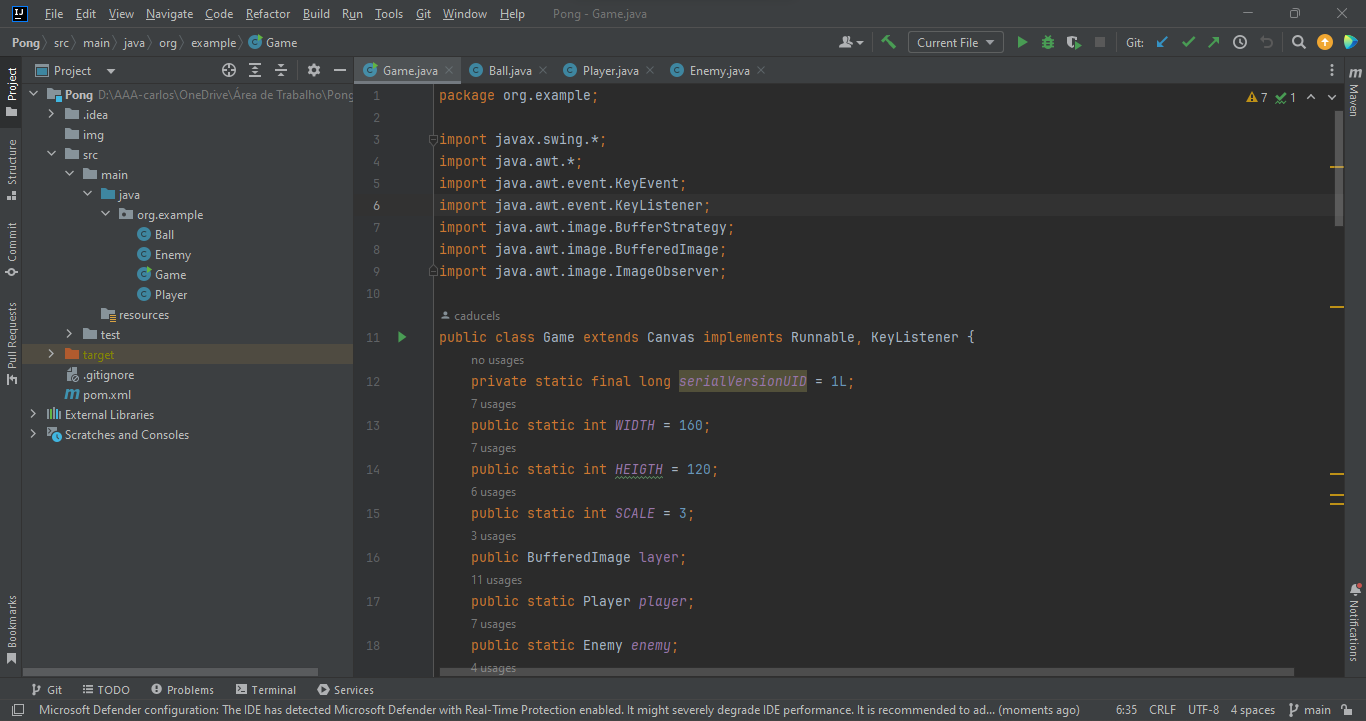 IJ File Edit View Navigate Code Refactor Build Run Tools Git Window Help Pong - Game.java
Pong src main java org example Game Current File Git:
Project
Game.java Ball.java Player.java Enemy.java
Project
Structure
Commit
Pull Requests
Bookmarks
Pong D:\AAA-carlos\OneDrive\Área de Trabalho\Pong
.idea
img
src
main
java
org.example
Ball
Enemy
Game
Player
resources
test
target
.gitignore
pom.xml
External Libraries
Scratches and Consoles
7 1
1 package org.example;
2
3 import javax.swing.*;
4 import java.awt.*;
5 import java.awt.event.KeyEvent;
6 import java.awt.event.KeyListener;
7 import java.awt.image.BufferStrategy;
8 import java.awt.image.BufferedImage;
9 import java.awt.image.ImageObserver;
10
caducels
11 public class Game extends Canvas implements Runnable, KeyListener {
no usages
12 private static final long serialVersionUID = 1L;
7 usages
13 public static int WIDTH = 160;
7 usages
14 public static int HEIGTH = 120;
6 usages
15 public static int SCALE = 3;
3 usages
16 public BufferedImage layer;
11 usages
17 public static Player player;
7 usages
18 public static Enemy enemy;
4 usages
m Maven
Notifications
Git TODO Problems Terminal Services
Microsoft Defender configuration: The IDE has detected Microsoft Defender with Real-Time Protection enabled. It might severely degrade IDE performance. It is recommended to ad... (moments ago) 6:35 CRLF UTF-8 4 spaces main